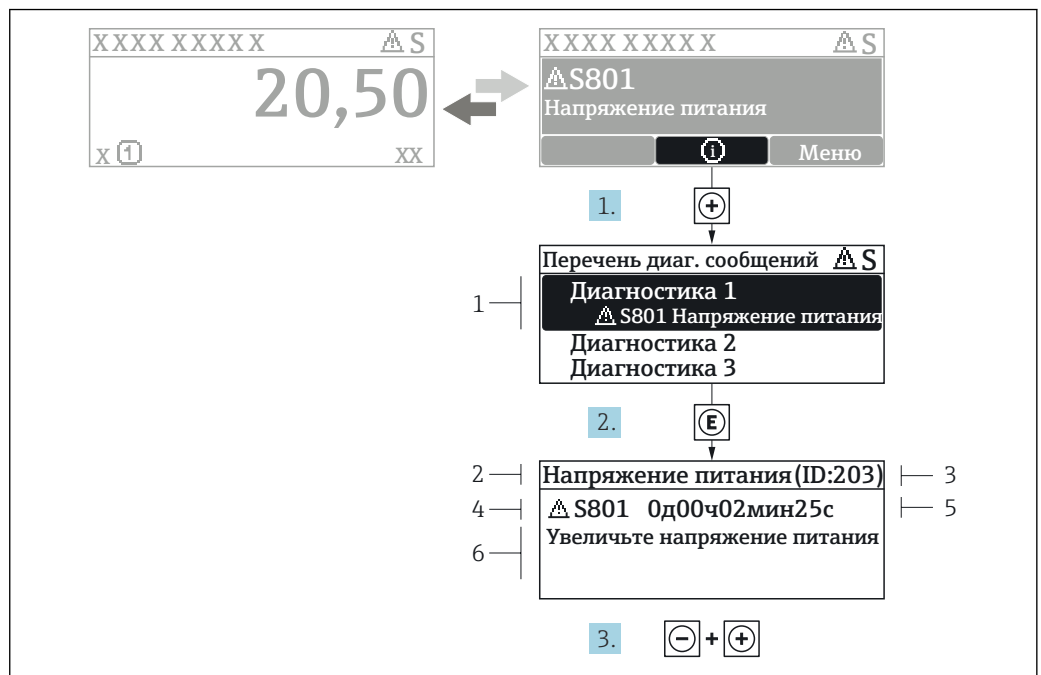 XXXX XXXXX ⚠ S
20,50
x 1 XX
XXXX XXXXX ⚠ S
⚠S801
Напряжение питания
i Меню
1. +
Перечень диаг. сообщений ⚠ S
1
Диагностика 1
⚠ S801 Напряжение питания
Диагностика 2
Диагностика 3
2. E
2 Напряжение питания(ID:203) 3
4 ⚠ S801 0д00ч02мин25с 5
6 Увеличьте напряжение питания
3. - + +